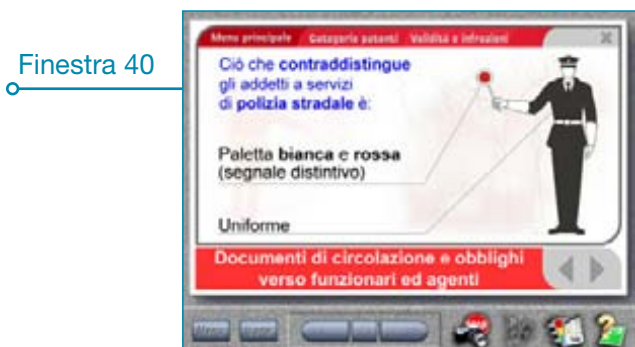 Finestra 40
Menu principale Categoria patenti Validità e infrazioni
Ciò che contraddistingue
gli addetti a servizi
di polizia stradale è:
Paletta bianca e rossa
(segnale distintivo)
Uniforme
Documenti di circolazione e obblighi
verso funzionari ed agenti